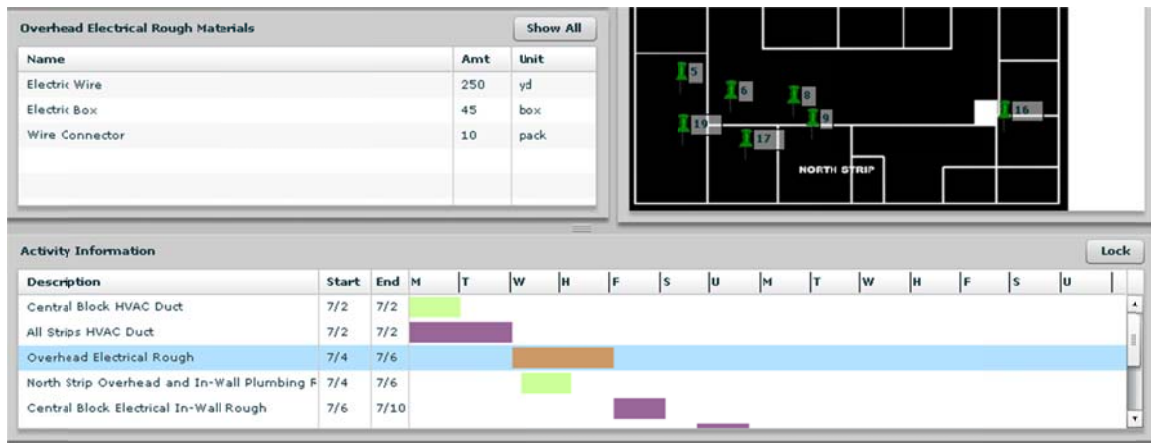 Overhead Electrical Rough Materials Show All
Name Amt Unit
Electric Wire 250 yd
Electric Box 45 box
Wire Connector 10 pack
5
6
8
9
16
19
17
NORTH STRIP
Activity Information Lock
Description Start End M T W H F S U M T W H F S U
Central Block HVAC Duct 7/2 7/2
All Strips HVAC Duct 7/2 7/2
Overhead Electrical Rough 7/4 7/6
North Strip Overhead and In-Wall Plumbing R 7/4 7/6
Central Block Electrical In-Wall Rough 7/6 7/10